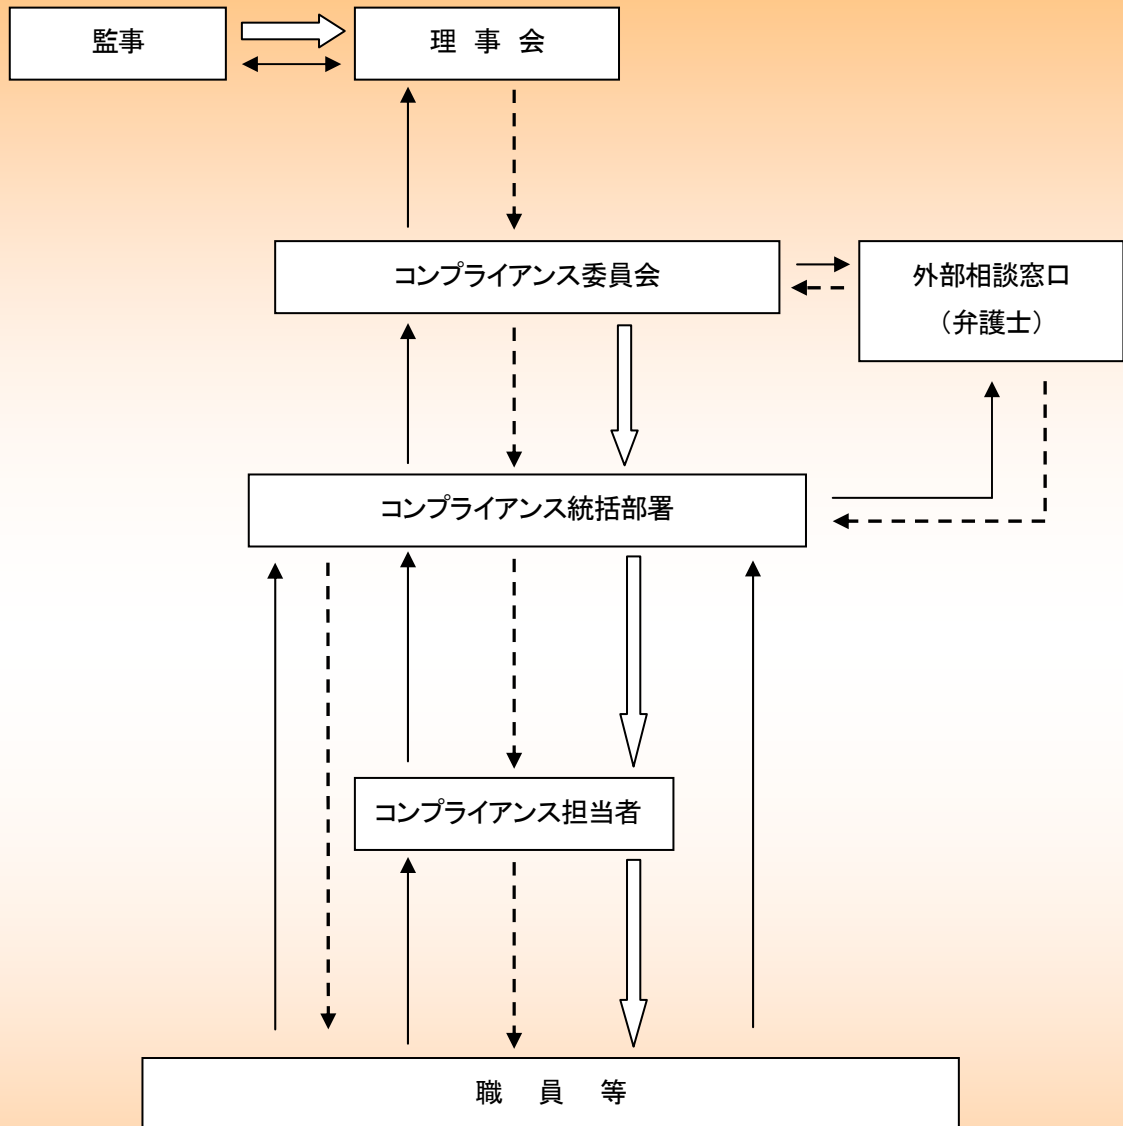 監事
理 事 会
コンプライアンス委員会
外部相談窓口
（弁護士）
コンプライアンス統括部署
コンプライアンス担当者
職 員 等